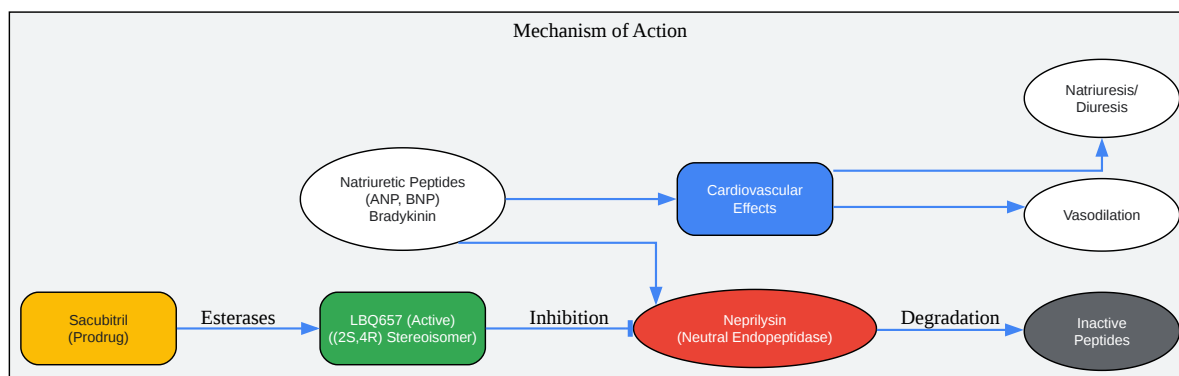 Mechanism of Action
Natriuresis/
Diuresis
Natriuretic Peptides
(ANP, BNP)
Bradykinin
Cardiovascular
Effects
Vasodilation
Sacubitril
(Prodrug)
Esterases
LBQ657 (Active)
((2S,4R) Stereoisomer)
Inhibition
Neprilysin
(Neutral Endopeptidase)
Degradation
Inactive
Peptides